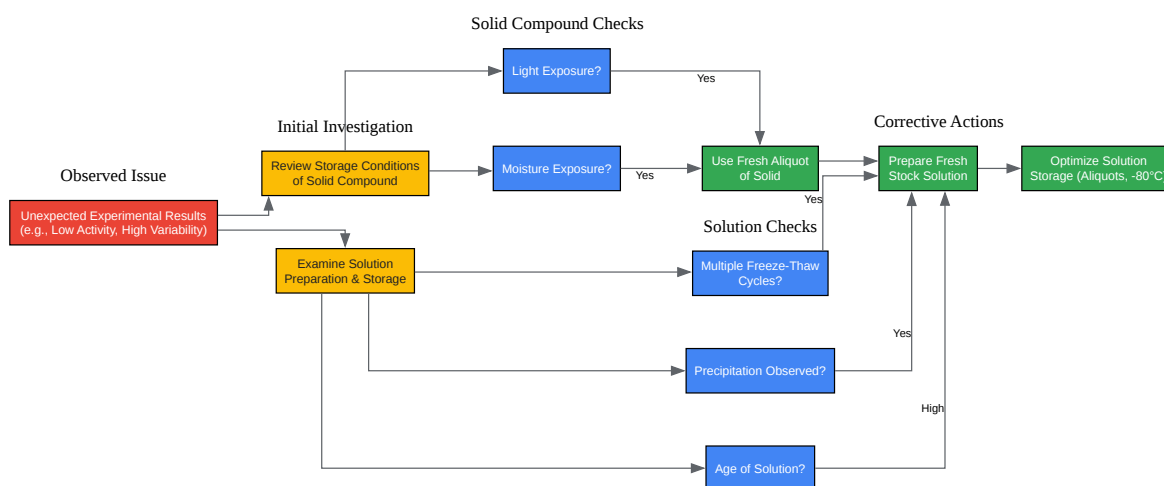 Solid Compound Checks
Light Exposure?
Yes
Initial Investigation
Corrective Actions
Review Storage Conditions
of Solid Compound
Moisture Exposure?
Yes
Use Fresh Aliquot
of Solid
Prepare Fresh
Stock Solution
Optimize Solution
Storage (Aliquots, -80°C)
Observed Issue
Unexpected Experimental Results
(e.g., Low Activity, High Variability)
Yes
Solution Checks
Examine Solution
Preparation & Storage
Multiple Freeze-Thaw
Cycles?
Yes
Precipitation Observed?
High
Age of Solution?